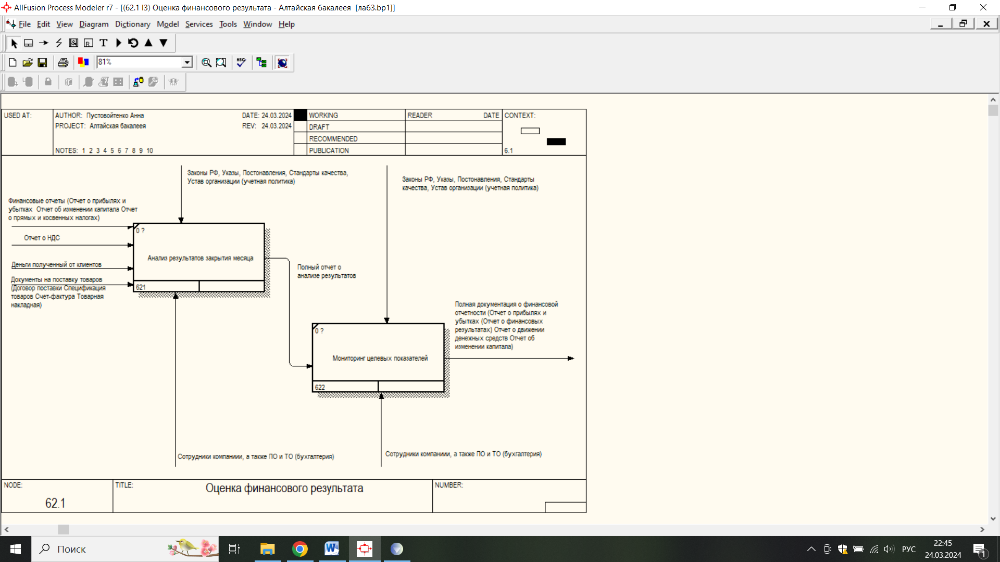 AllFusion Process Modeler r7 - [(62.1 I3) Оценка финансового результата - Алтайская бакалеея  [лаб3.bp1]]
File Edit View Diagram Dictionary Model Services Tools Window Help
81%
USED AT:
AUTHOR: Пустовойтенко Анна
DATE: 24.03.2024
PROJECT: Алтайская бакалеея
REV: 24.03.2024
NOTES: 1 2 3 4 5 6 7 8 9 10
WORKING
DRAFT
RECOMMENDED
PUBLICATION
READER
DATE
CONTEXT:
6.1
Законы РФ, Указы, Постонавления, Стандарты качества,
Устав организации (учетная политика)
Законы РФ, Указы, Постонавления, Стандарты
качества, Устав организации (учетная политика)
Финансовые отчеты (Отчет о прибылях и
убытках Отчет об изменении капитала Отчет
о прямых и косвенных налогах)
Отчет о НДС
Деньги полученный от клиентов
Документы на поставку товаров
(Договор поставки Спецификация
товаров Счет-фактура Товарная
накладная)
0 ?
Анализ результатов закрытия месяца
621
Полный отчет о
анализе результатов
0 ?
Мониторинг целевых показателей
622
Полная документация о финансовой
отчетности (Отчет о прибылях и
убытках (Отчет о финансовых
результатах) Отчет о движении
денежных средств Отчет об
изменении капитала)
Сотрудники компаниии, а также ПО и ТО (бухгалтерия)
Сотрудники компаниии, а также ПО и ТО (бухгалтерия)
NODE:
62.1
TITLE:
Оценка финансового результата
NUMBER:
Поиск
РУС
22:45
24.03.2024
1